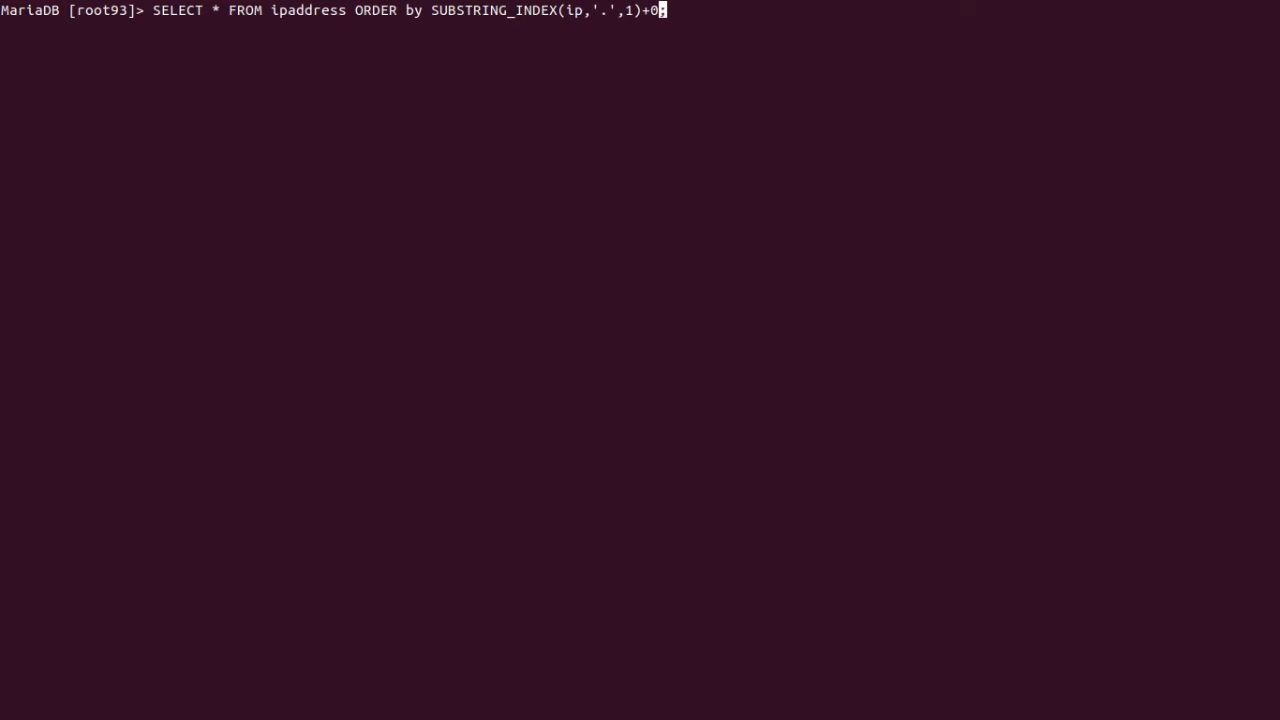 MariaDB [root93]> SELECT * FROM ipaddress ORDER by SUBSTRING_INDEX(ip,'.',1)+0;